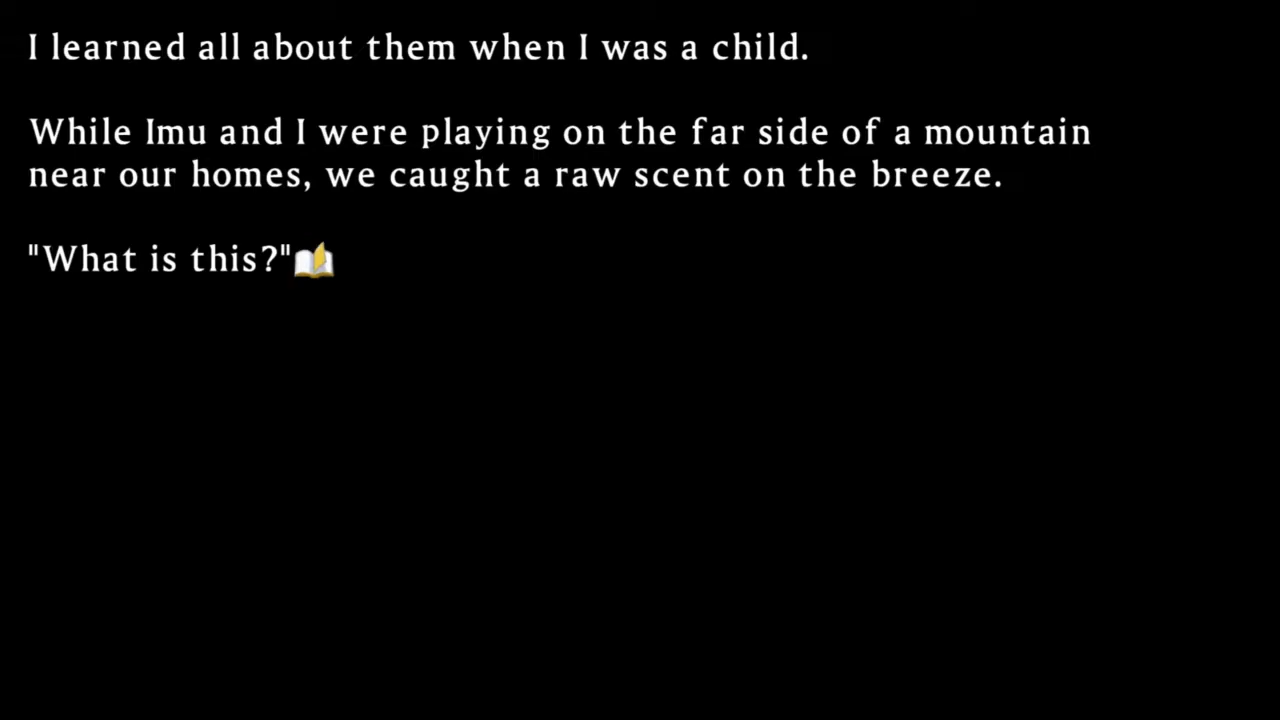 I learned all about them when I was a child.
While Imu and I were playing on the far side of a mountain
near our homes, we caught a raw scent on the breeze.
"What is this?"